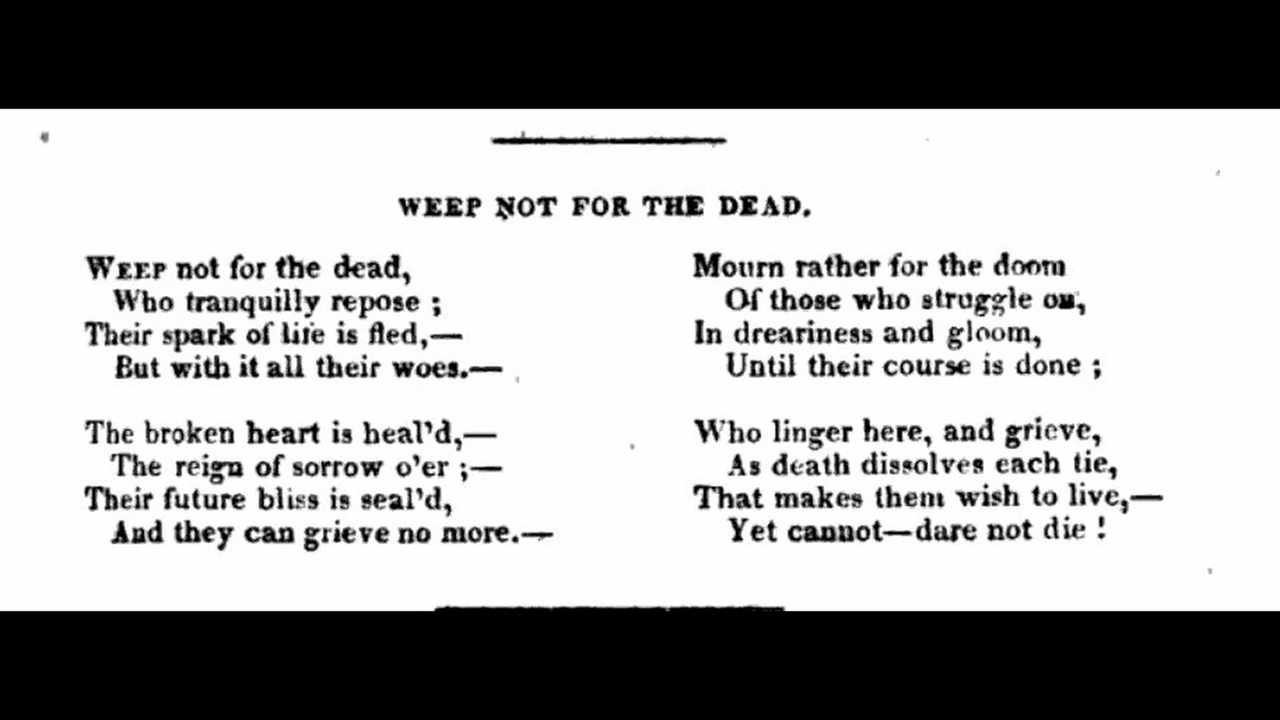 WEEP NOT FOR THE DEAD.
WEEP not for the dead,
Who tranquilly repose ;
Their spark of life is fled,—
But with it all their woes.—
The broken heart is heal'd,—
The reign of sorrow o'er ;—
Their future bliss is seal'd,
And they can grieve no more.—
Mourn rather for the doom
Of those who struggle on,
In dreariness and gloom,
Until their course is done ;
Who linger here, and grieve,
As death dissolves each tie,
That makes them wish to live,—
Yet cannot—dare not die !